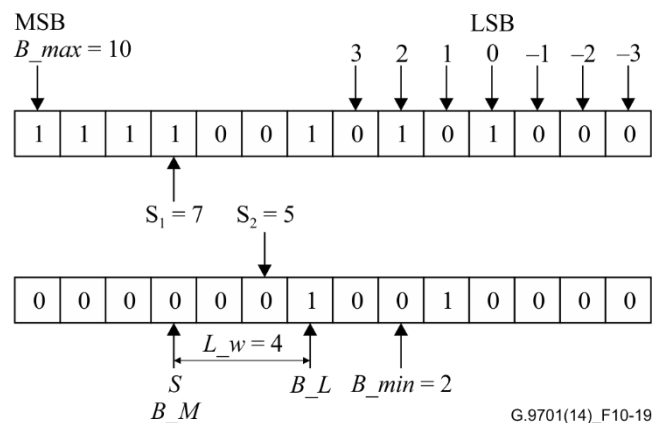 MSB LSB
B_max = 10 3 2 1 0 –1 –2 –3
1 1 1 1 0 0 1 0 1 0 1 0 0 0
S1 = 7 S2 = 5
0 0 0 0 0 0 1 0 0 1 0 0 0 0
L_w = 4
S B_L B_min = 2
B_M
G.9701(14)_F10-19